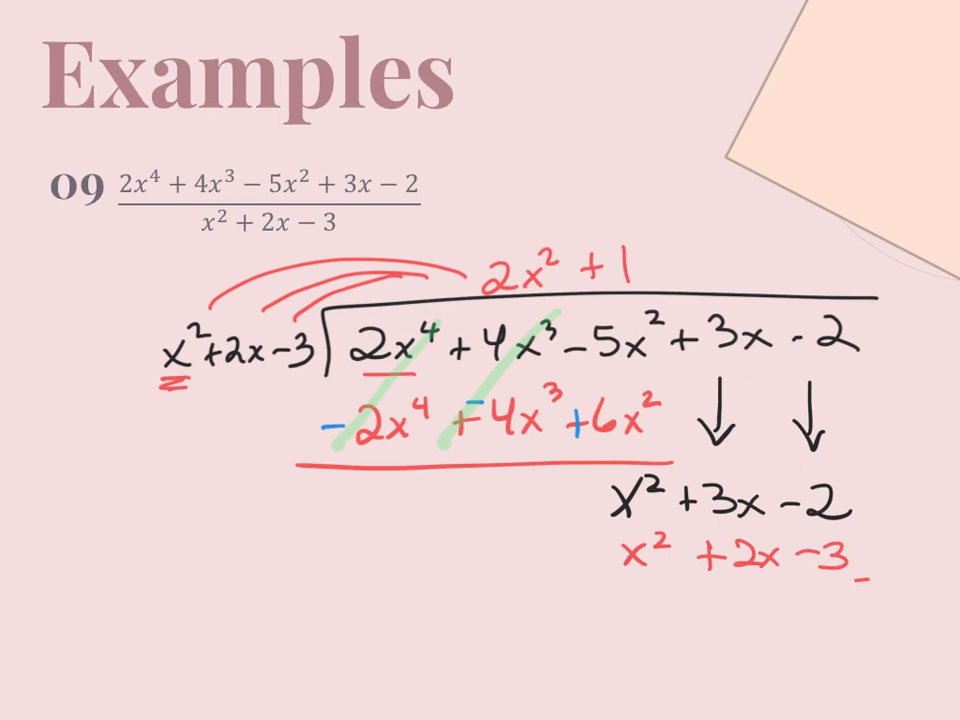 Examples
09 2x⁴ + 4x³ − 5x² + 3x − 2
x² + 2x − 3
2x² + 1
x² + 2x − 3 2x⁴ + 4x³ − 5x² + 3x − 2
− 2x⁴ + − 4x³ + 6x²
x² + 3x − 2
x² + 2x − 3